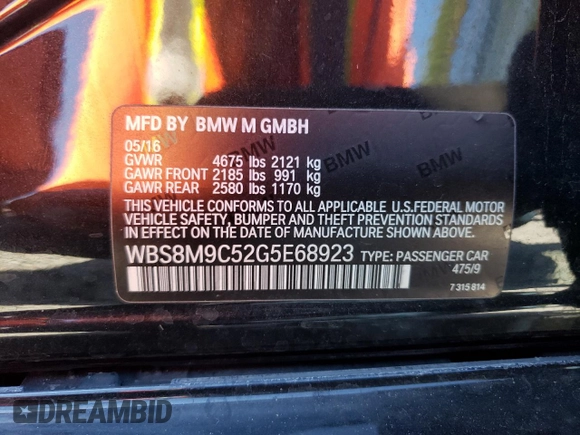 MFD BY BMW M GMBH
05/16
GVWR 4675 lbs 2121 kg
GAWR FRONT 2185 lbs 991 kg
GAWR REAR 2580 lbs 1170 kg
THIS VEHICLE CONFORMS TO ALL APPLICABLE U.S.FEDERAL MOTOR
VEHICLE SAFETY, BUMPER AND THEFT PREVENTION STANDARDS
IN EFFECT ON THE DATE OF MANUFACTURE SHOWN ABOVE.
WBS8M9C52G5E68923 TYPE: PASSENGER CAR
475/9
7 315 814
BMW
BMW
BMW
DREAMBID